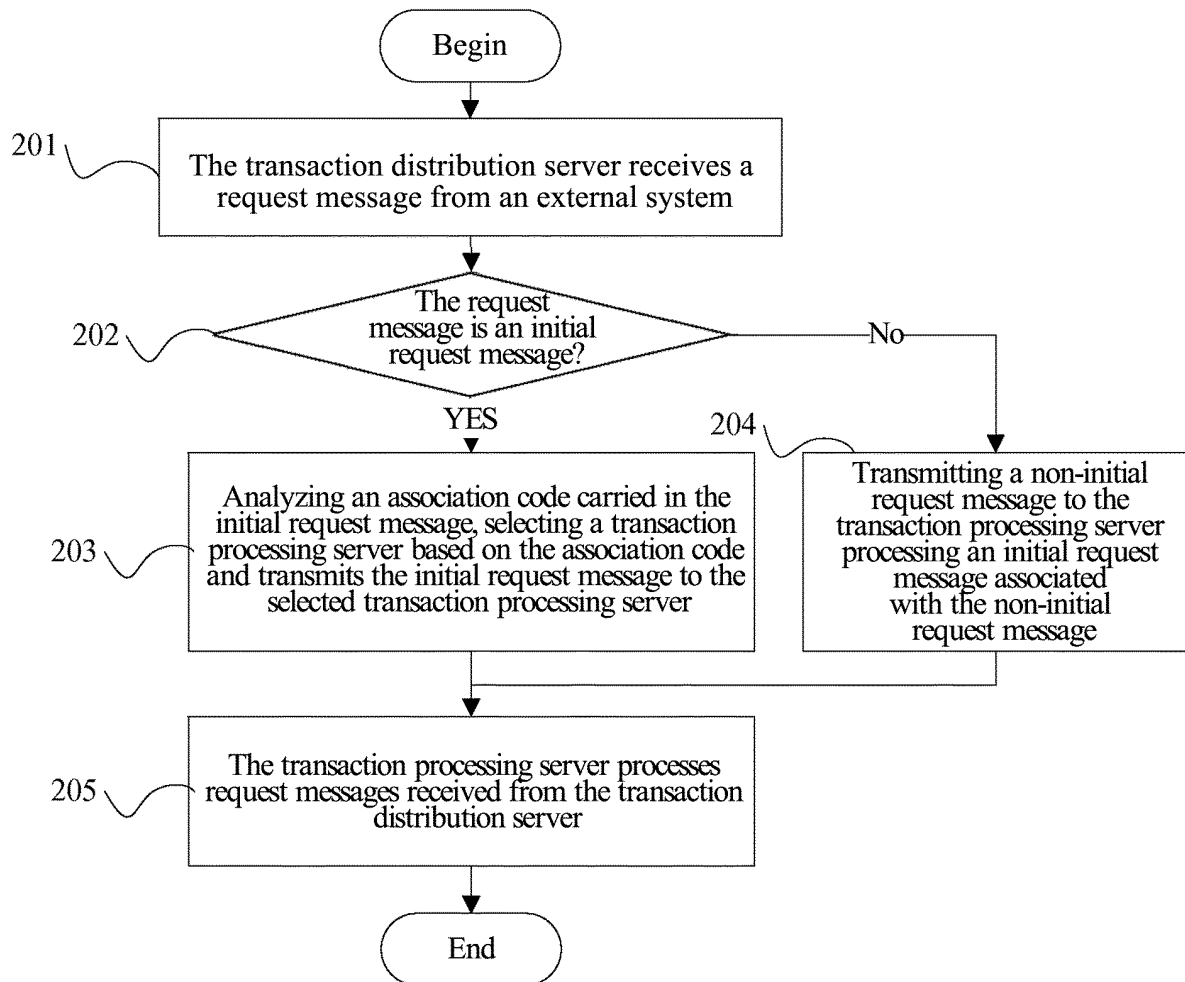 Begin
201
The transaction distribution server receives a
request message from an external system
202
The request
message is an initial
request message?
No
YES
204
203
Analyzing an association code carried in the
initial request message, selecting a transaction
processing server based on the association code
and transmits the initial request message to the
selected transaction processing server
Transmitting a non-initial
request message to the
transaction processing server
processing an initial request
message associated
with the non-initial
request message
205
The transaction processing server processes
request messages received from the transaction
distribution server
End